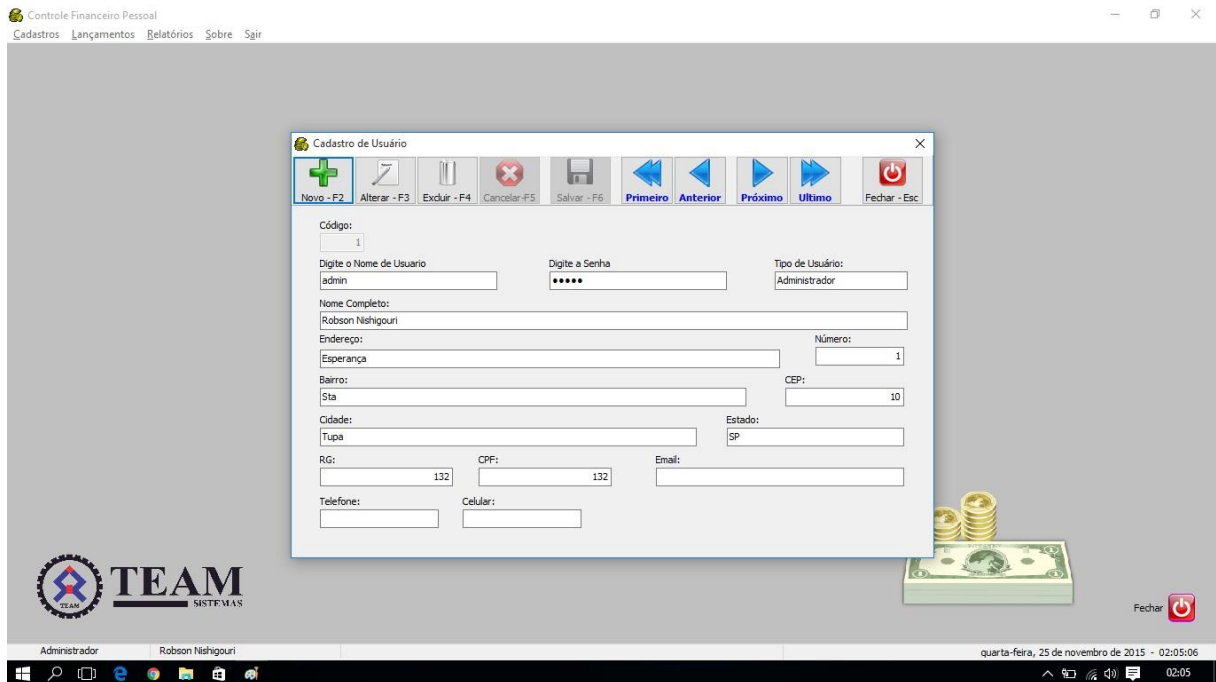 Controle Financeiro Pessoal
Cadastros Lançamentos Relatórios Sobre Sair
Cadastro de Usuário
Novo - F2 Alterar - F3 Excluir - F4 Cancelar-F5 Salvar - F6 Primeiro Anterior Próximo Ultimo Fechar - Esc
Código:
1
Digite o Nome de Usuario Digite a Senha Tipo de Usuário:
admin ●●●●● Administrador
Nome Completo:
Robson Nishigouri
Endereço: Número:
Esperança 1
Bairro: CEP:
Sta 10
Cidade: Estado:
Tupa SP
RG: CPF: Email:
132 132
Telefone: Celular:
TEAM
TEAM
SISTEMAS
Fechar
Administrador Robson Nishigouri quarta-feira, 25 de novembro de 2015 - 02:05:06
02:05